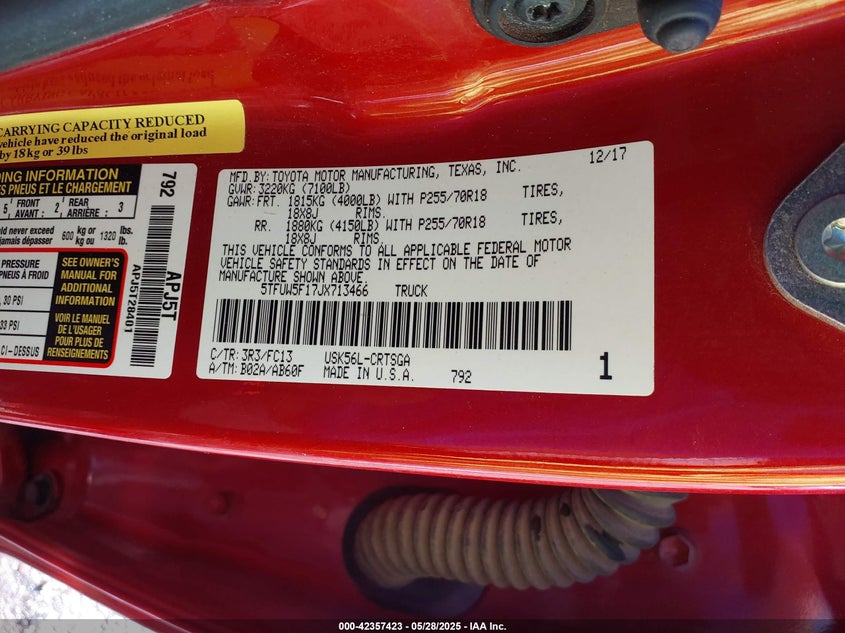 CARRYING CAPACITY REDUCED
vehicle have reduced the original load
by 18 kg or 39 lbs
DING INFORMATION
ES PNEUS ET LE CHARGEMENT
5 FRONT AVANT : 2 REAR ARRIÈRE : 3
ld never exceed 600 kg or 1320 lbs.
jamais dépasser kg ou lb.
PRESSURE
PNEUS À FROID
, 30 PSI
33 PSI
CI-DESSUS
SEE OWNER'S
MANUAL FOR
ADDITIONAL
INFORMATION
VOIR LE MANUEL
DE L'USAGER
POUR PLUS DE
RENSEIGNEMENTS
792
APJ5T
APJ5T28401
MFD.BY:TOYOTA MOTOR MANUFACTURING, TEXAS, INC. 12/17
GVWR:3220KG (7100LB)
GAWR:FRT. 1815KG (4000LB) WITH P255/70R18 TIRES,
18X8J RIMS.
RR. 1880KG (4150LB) WITH P255/70R18 TIRES,
18X8J RIMS
THIS VEHICLE CONFORMS TO ALL APPLICABLE FEDERAL MOTOR
VEHICLE SAFETY STANDARDS IN EFFECT ON THE DATE OF
MANUFACTURE SHOWN ABOVE.
5TFUW5F17JX713466 TRUCK
C/TR:3R3/FC13 USK56L-CRTSGA
A/TM:B02A/AB60F MADE IN U.S.A. 792 1
000-42357423 - 05/28/2025 - IAA Inc.